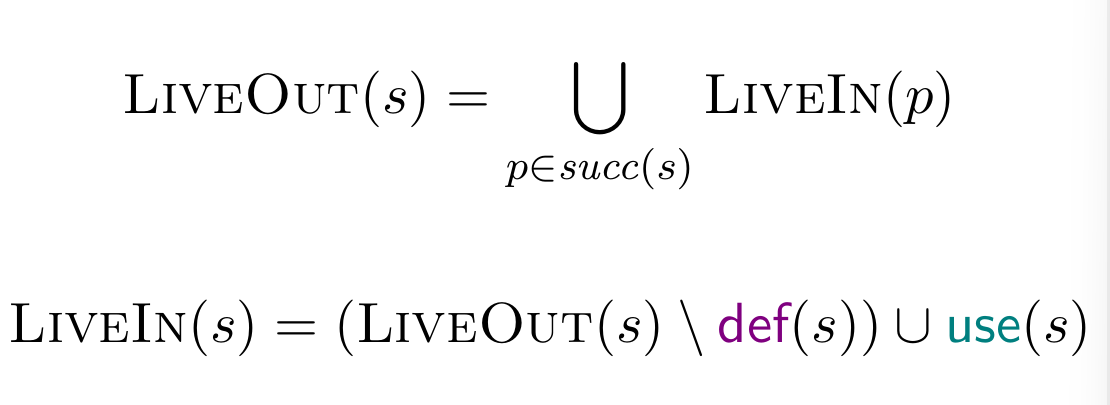 LIVEOUT(s) = ⋃ LIVEIN(p)
p∈succ(s)
LIVEIN(s) = (LIVEOUT(s) \ def(s)) ∪ use(s)